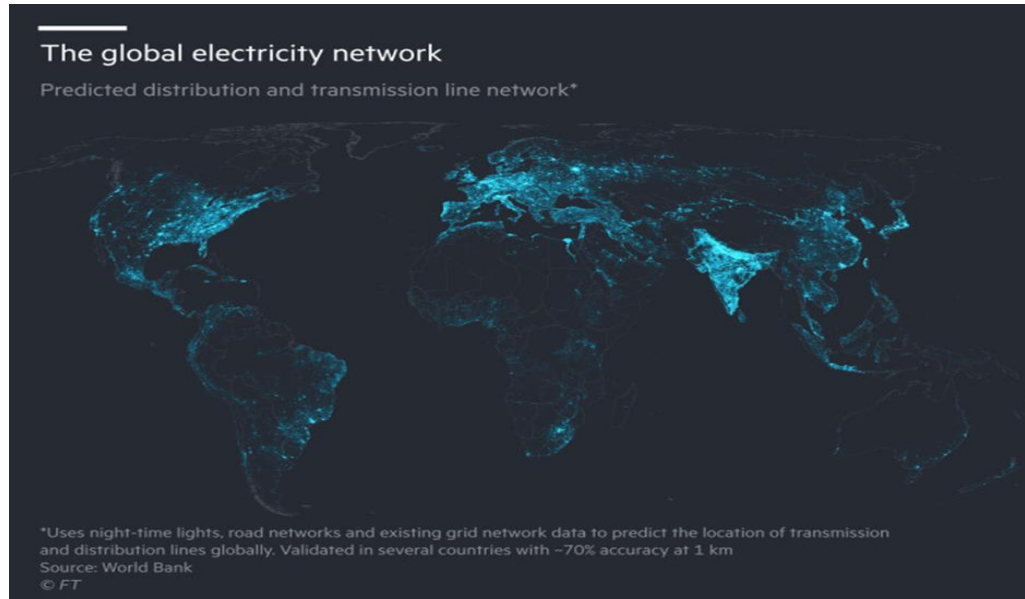 The global electricity network
Predicted distribution and transmission line network*
*Uses night-time lights, road networks and existing grid network data to predict the location of transmission
and distribution lines globally. Validated in several countries with ~70% accuracy at 1 km
Source: World Bank
© FT